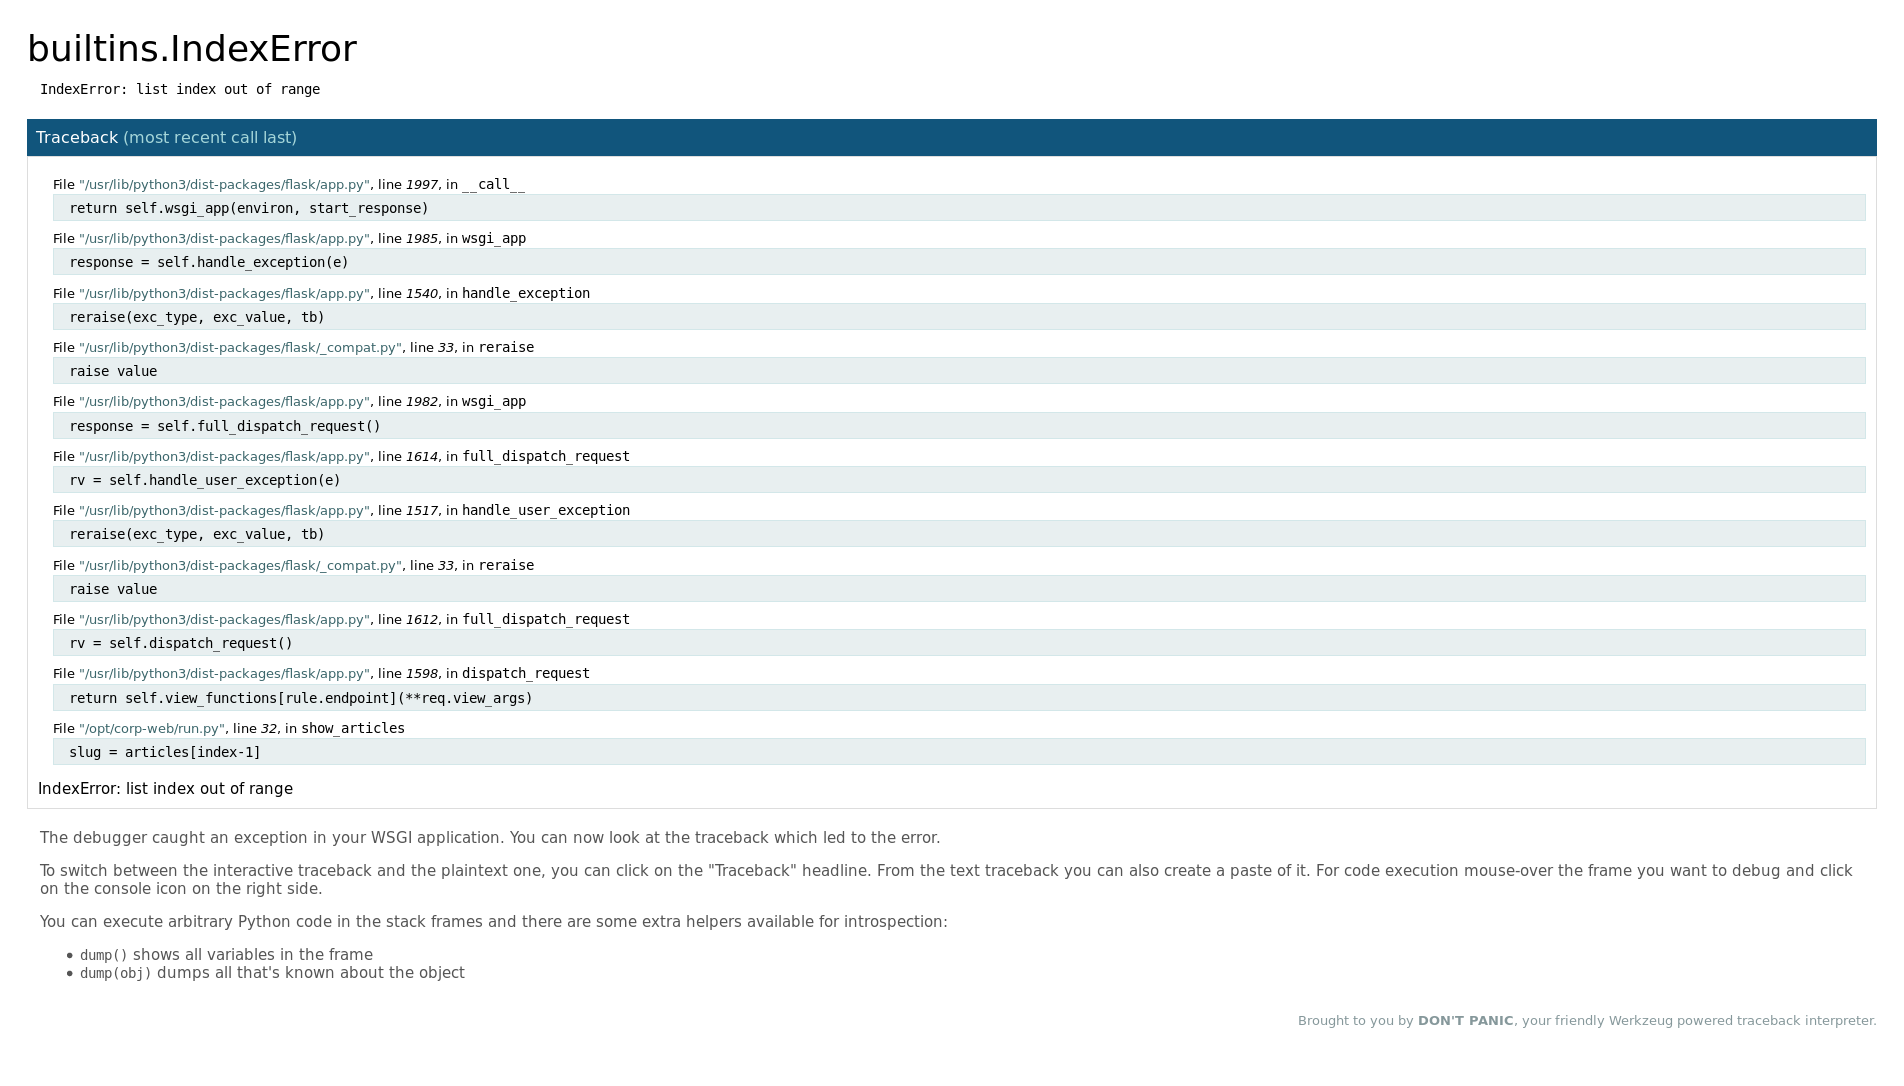 builtins.IndexError
IndexError: list index out of range
Traceback (most recent call last)
File "/usr/lib/python3/dist-packages/flask/app.py", line 1997, in __call__
return self.wsgi_app(environ, start_response)
File "/usr/lib/python3/dist-packages/flask/app.py", line 1985, in wsgi_app
response = self.handle_exception(e)
File "/usr/lib/python3/dist-packages/flask/app.py", line 1540, in handle_exception
reraise(exc_type, exc_value, tb)
File "/usr/lib/python3/dist-packages/flask/_compat.py", line 33, in reraise
raise value
File "/usr/lib/python3/dist-packages/flask/app.py", line 1982, in wsgi_app
response = self.full_dispatch_request()
File "/usr/lib/python3/dist-packages/flask/app.py", line 1614, in full_dispatch_request
rv = self.handle_user_exception(e)
File "/usr/lib/python3/dist-packages/flask/app.py", line 1517, in handle_user_exception
reraise(exc_type, exc_value, tb)
File "/usr/lib/python3/dist-packages/flask/_compat.py", line 33, in reraise
raise value
File "/usr/lib/python3/dist-packages/flask/app.py", line 1612, in full_dispatch_request
rv = self.dispatch_request()
File "/usr/lib/python3/dist-packages/flask/app.py", line 1598, in dispatch_request
return self.view_functions[rule.endpoint](**req.view_args)
File "/opt/corp-web/run.py", line 32, in show_articles
slug = articles[index-1]
IndexError: list index out of range
The debugger caught an exception in your WSGI application. You can now look at the traceback which led to the error.
To switch between the interactive traceback and the plaintext one, you can click on the "Traceback" headline. From the text traceback you can also create a paste of it. For code execution mouse-over the frame you want to debug and click
on the console icon on the right side.
You can execute arbitrary Python code in the stack frames and there are some extra helpers available for introspection:
• dump() shows all variables in the frame
• dump(obj) dumps all that's known about the object
Brought to you by DON'T PANIC, your friendly Werkzeug powered traceback interpreter.